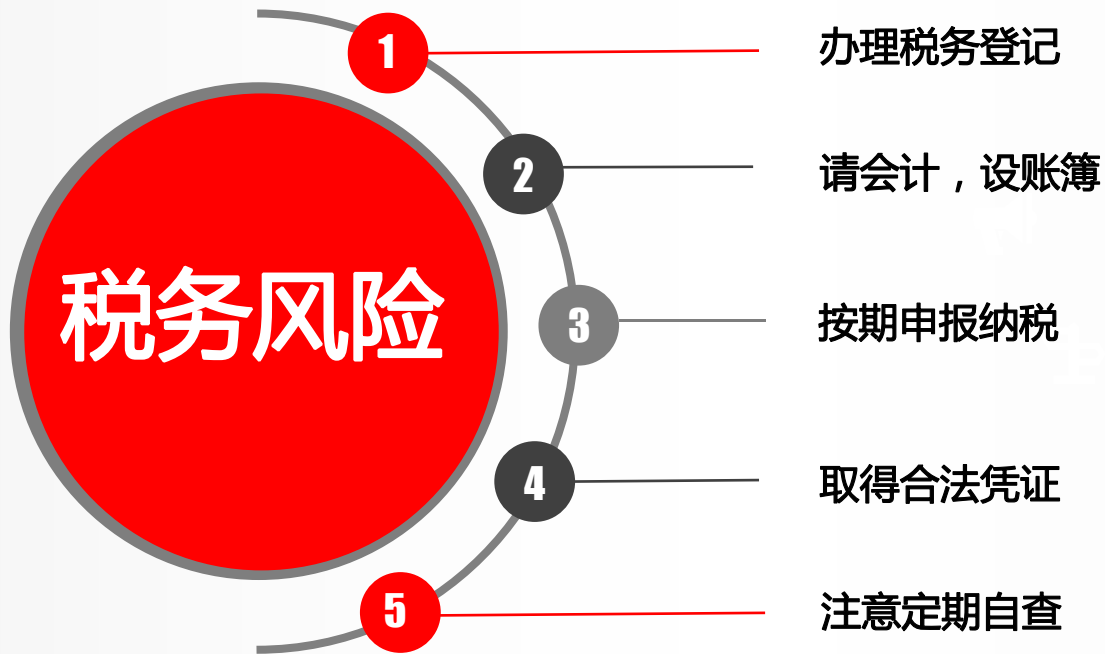 税务风险
1 办理税务登记
2 请会计，设账簿
3 按期申报纳税
4 取得合法凭证
5 注意定期自查